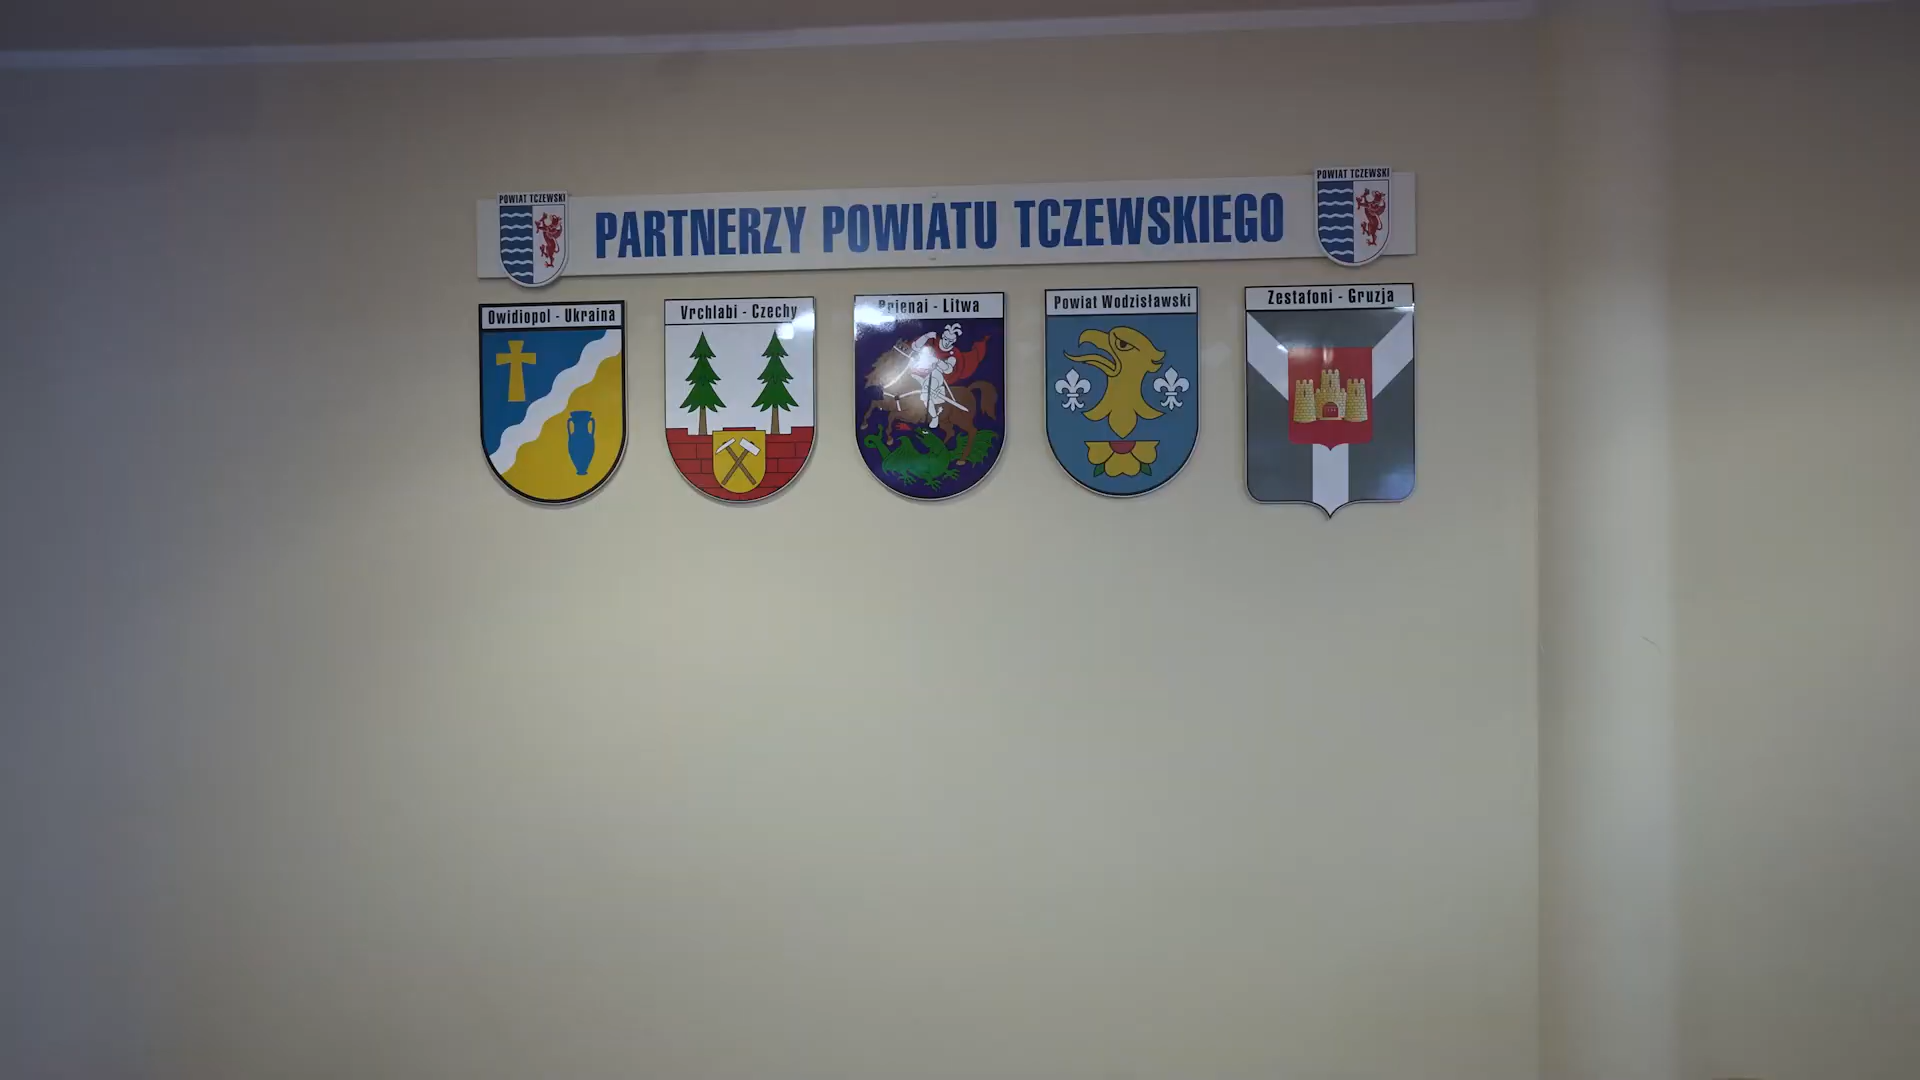 POWIAT TCZEWSKI
PARTNERZY POWIATU TCZEWSKIEGO
POWIAT TCZEWSKI
Owidiopol - Ukraina
Vrchlabi - Czechy
Prienai - Litwa
Powiat Wodzisławski
Zestafoni - Gruzja